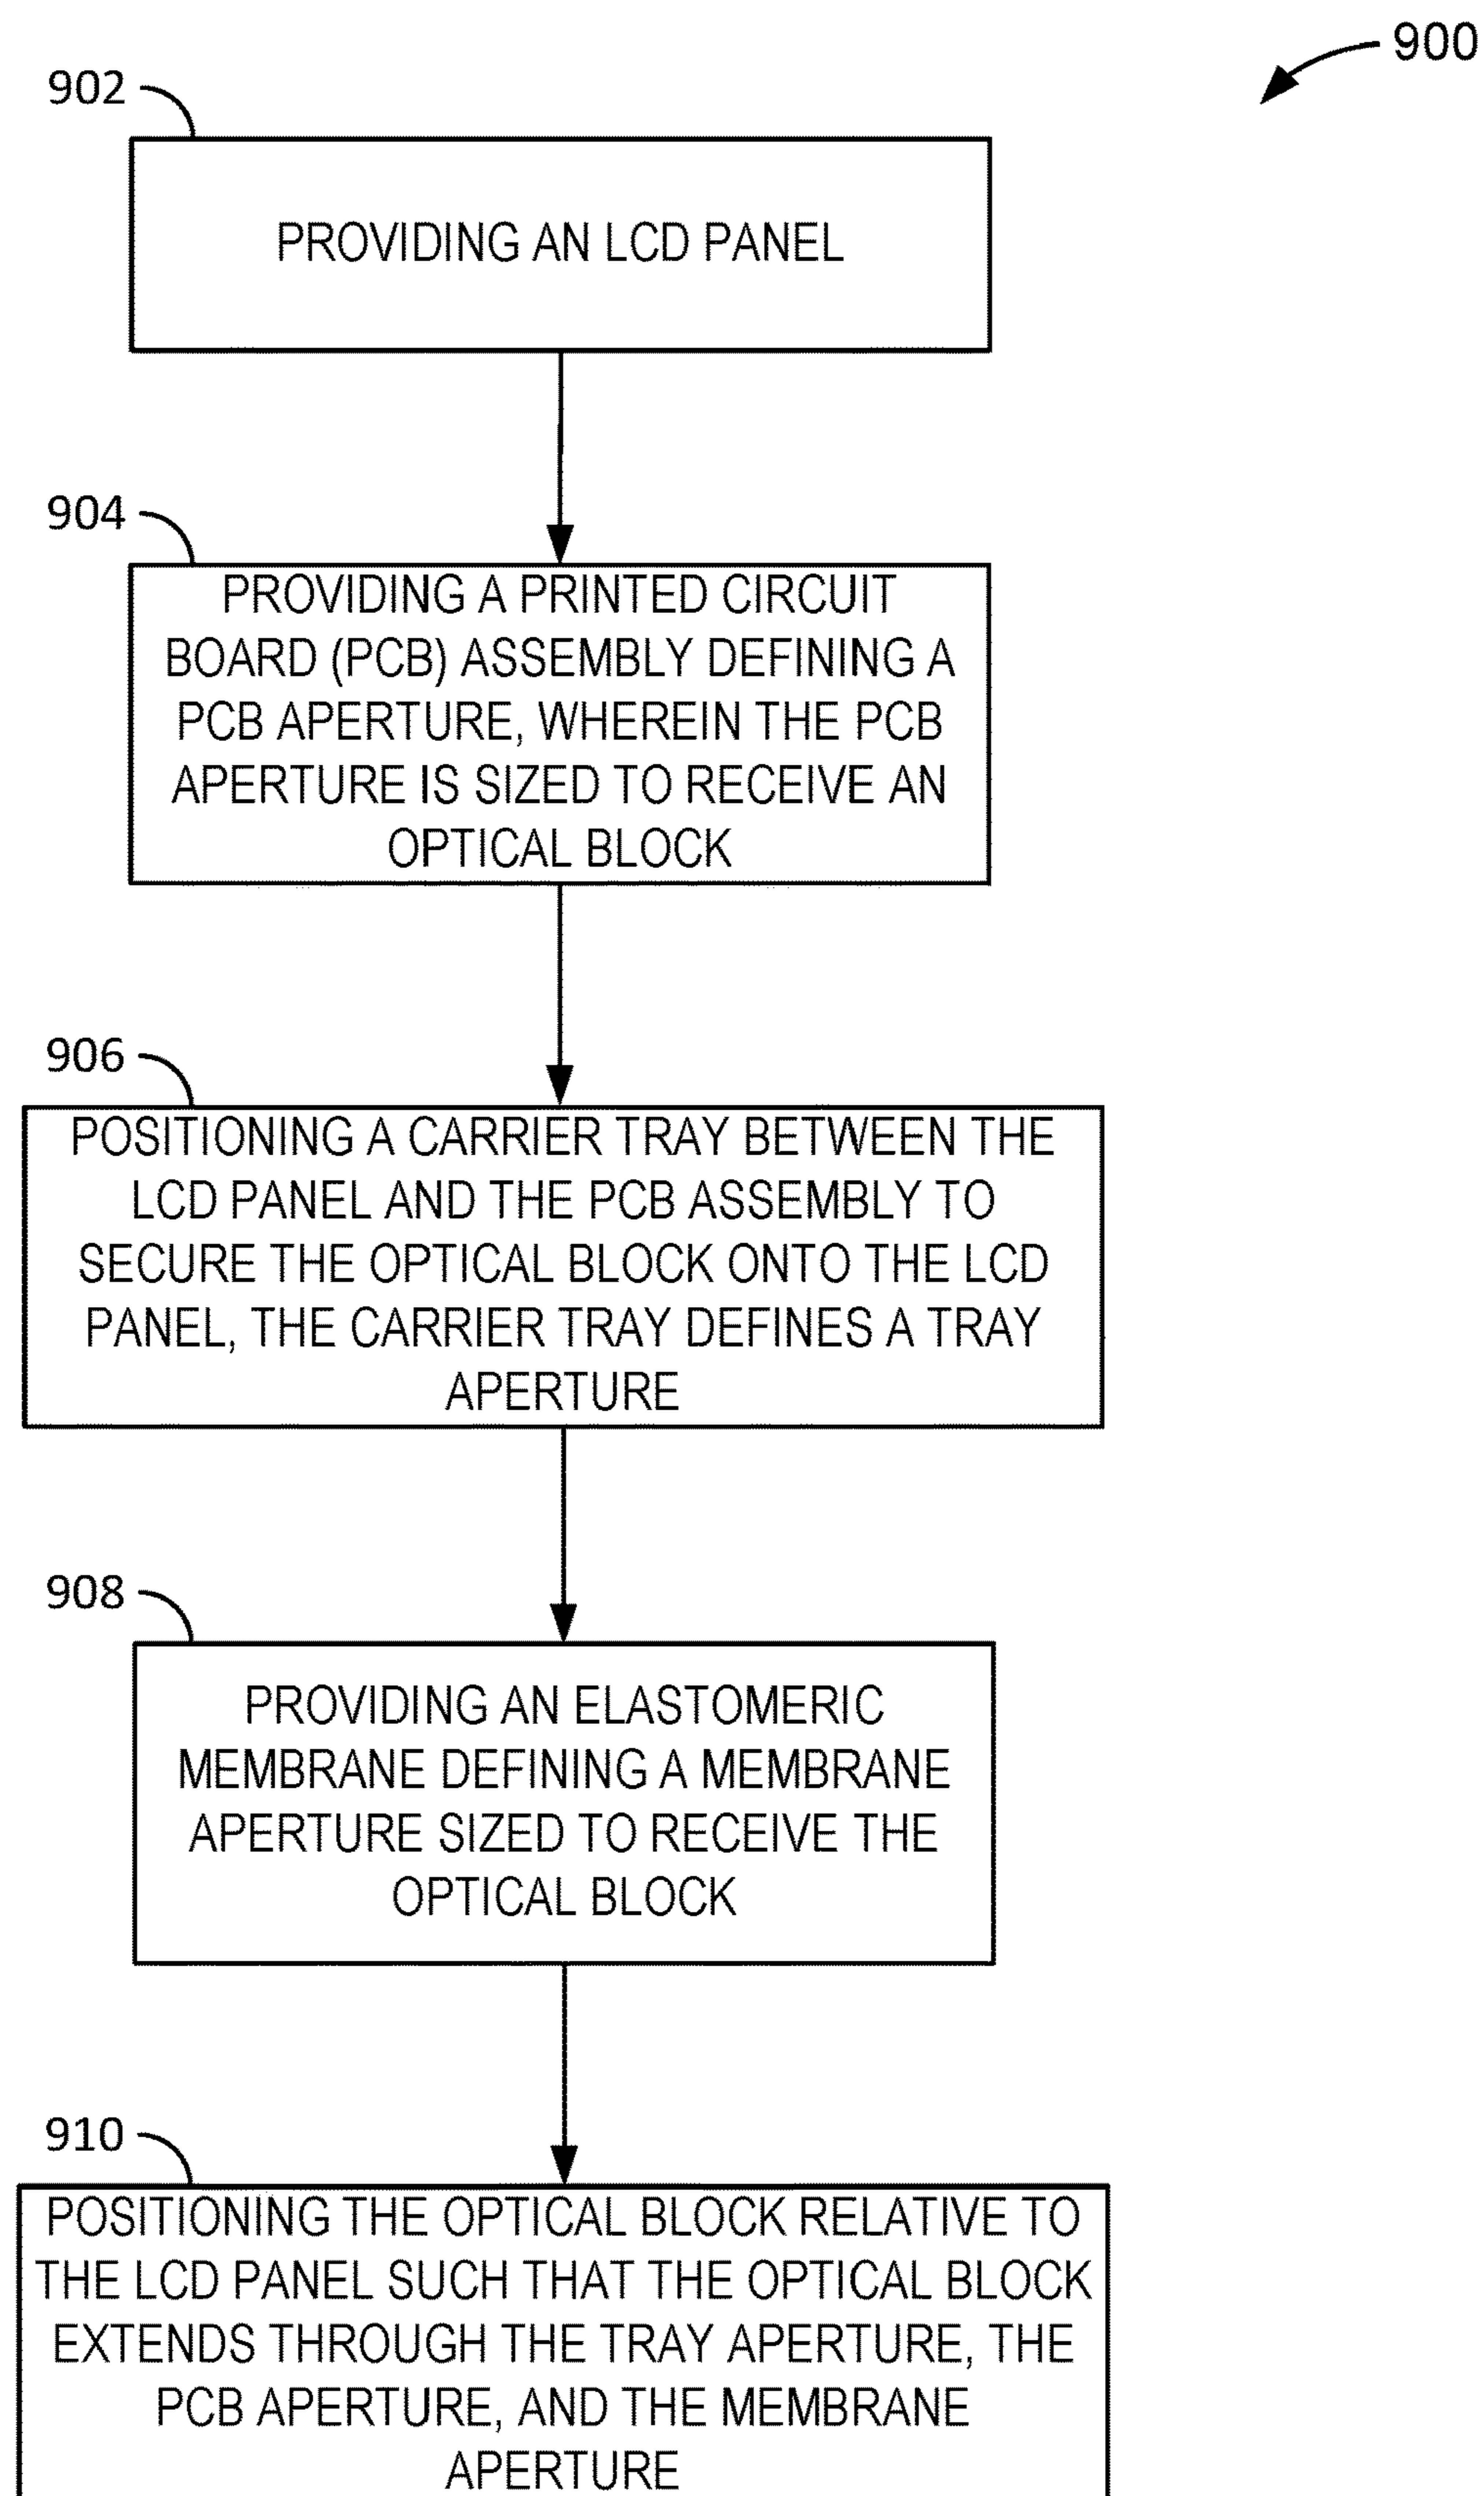 900
902
PROVIDING AN LCD PANEL
904
PROVIDING A PRINTED CIRCUIT
BOARD (PCB) ASSEMBLY DEFINING A
PCB APERTURE, WHEREIN THE PCB
APERTURE IS SIZED TO RECEIVE AN
OPTICAL BLOCK
906
POSITIONING A CARRIER TRAY BETWEEN THE
LCD PANEL AND THE PCB ASSEMBLY TO
SECURE THE OPTICAL BLOCK ONTO THE LCD
PANEL, THE CARRIER TRAY DEFINES A TRAY
APERTURE
908
PROVIDING AN ELASTOMERIC
MEMBRANE DEFINING A MEMBRANE
APERTURE SIZED TO RECEIVE THE
OPTICAL BLOCK
910
POSITIONING THE OPTICAL BLOCK RELATIVE TO
THE LCD PANEL SUCH THAT THE OPTICAL BLOCK
EXTENDS THROUGH THE TRAY APERTURE, THE
PCB APERTURE, AND THE MEMBRANE
APERTURE